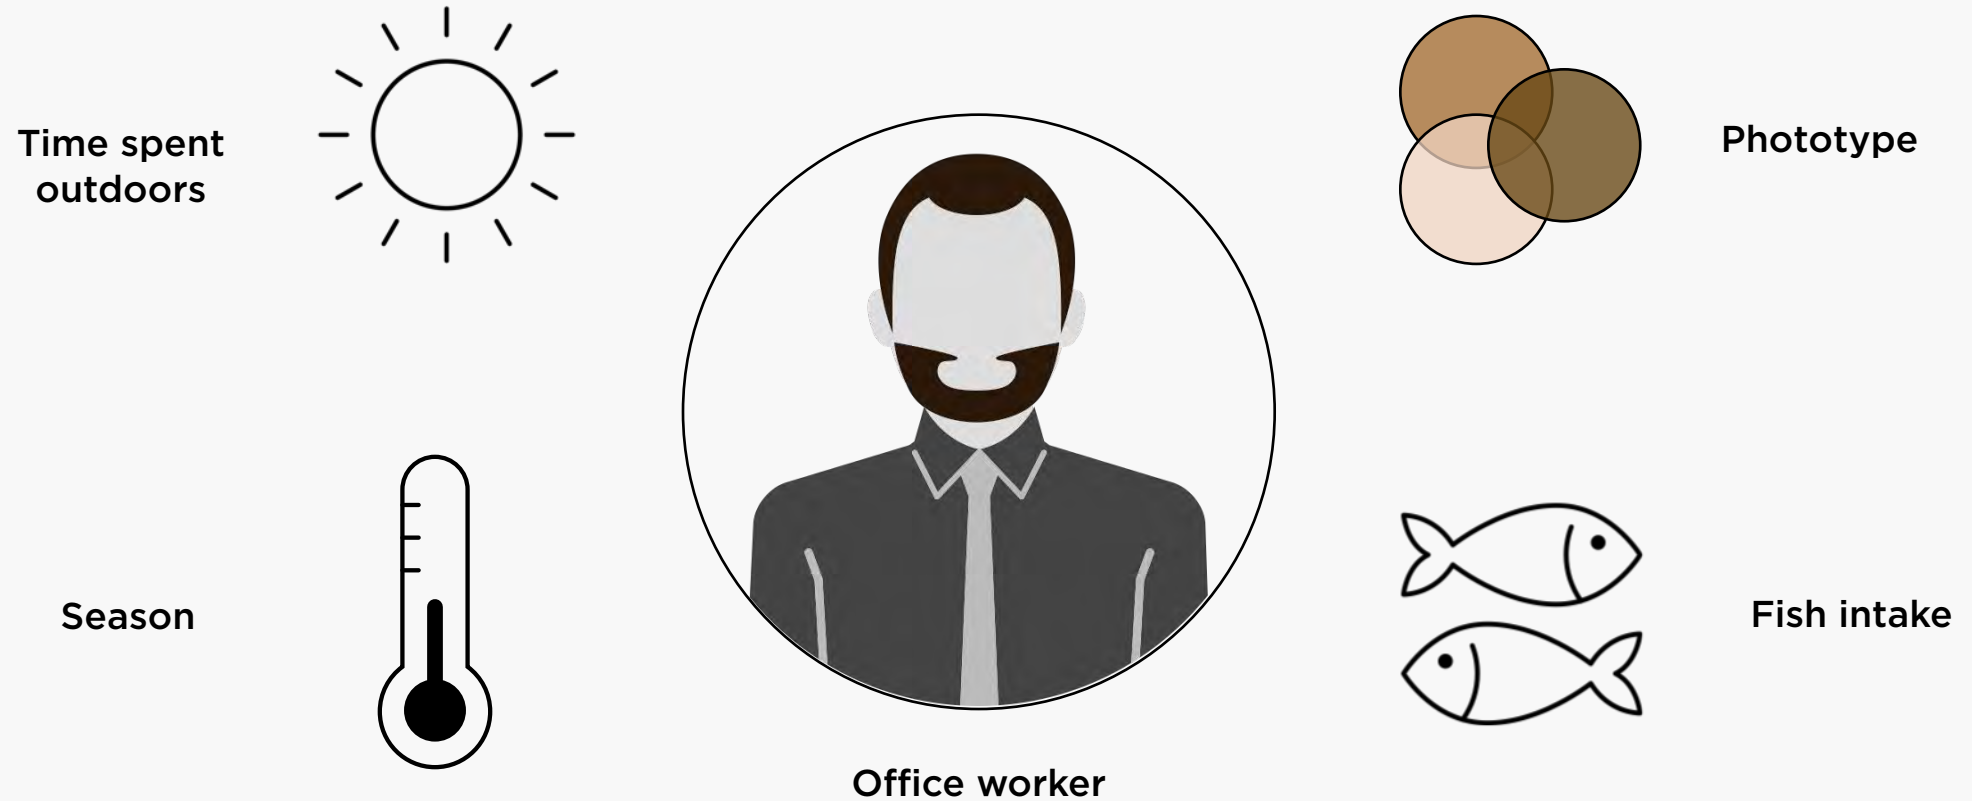 Time spent
outdoors
Phototype
Season
Fish intake
Office worker